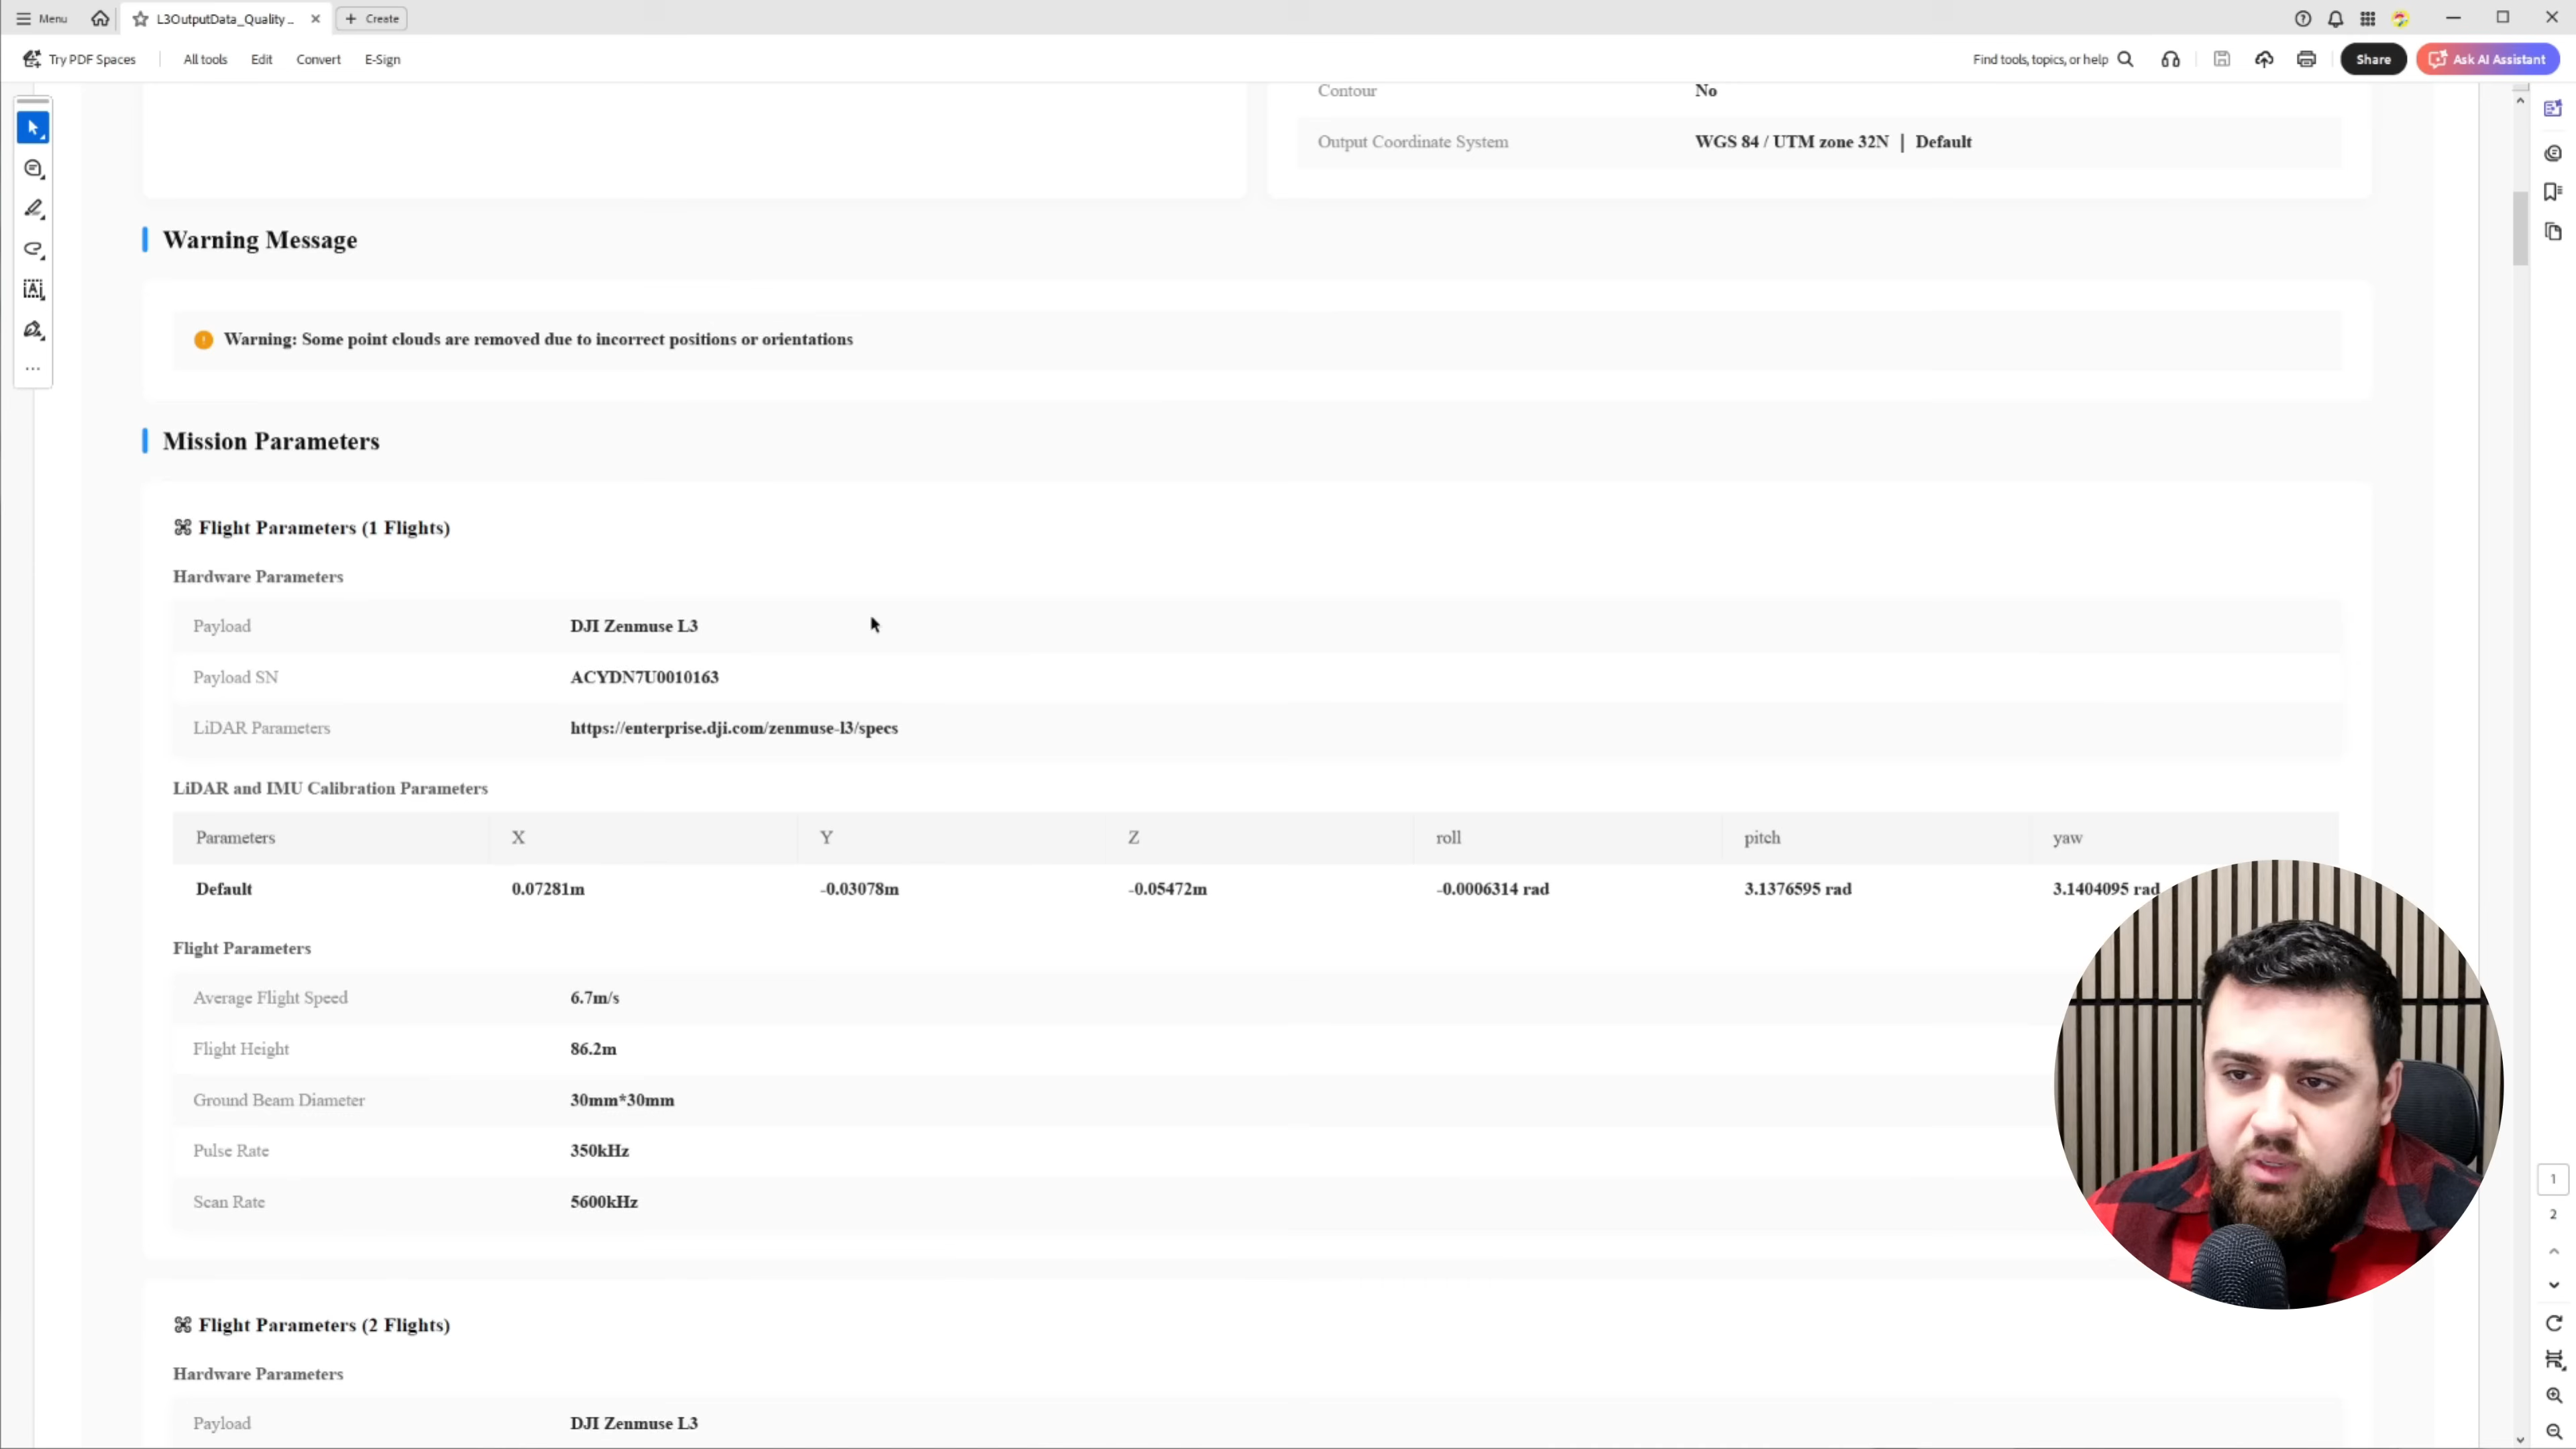 Menu
L3OutputData_Quality ...
Create
Try PDF Spaces
All tools
Edit
Convert
E-Sign
Find tools, topics, or help
Share
Ask AI Assistant
Contour No
Output Coordinate System WGS 84 / UTM zone 32N | Default
Warning Message
Warning: Some point clouds are removed due to incorrect positions or orientations
Mission Parameters
Flight Parameters (1 Flights)
Hardware Parameters
Payload DJI Zenmuse L3
Payload SN ACYDN7U0010163
LiDAR Parameters https://enterprise.dji.com/zenmuse-l3/specs
LiDAR and IMU Calibration Parameters
Parameters X Y Z roll pitch yaw
Default 0.07281m -0.03078m -0.05472m -0.0006314 rad 3.1376595 rad 3.1404095 rad
Flight Parameters
Average Flight Speed 6.7m/s
Flight Height 86.2m
Ground Beam Diameter 30mm*30mm
Pulse Rate 350kHz
Scan Rate 5600kHz
1
2
Flight Parameters (2 Flights)
Hardware Parameters
Payload DJI Zenmuse L3